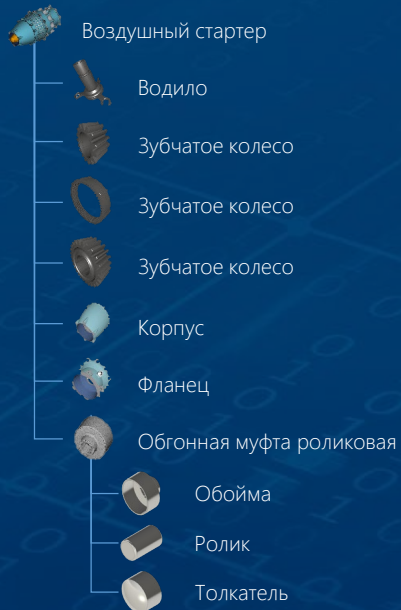 Воздушный стартер
Водило
Зубчатое колесо
Зубчатое колесо
Зубчатое колесо
Корпус
Фланец
Обгонная муфта роликовая
Обойма
Ролик
Толкатель